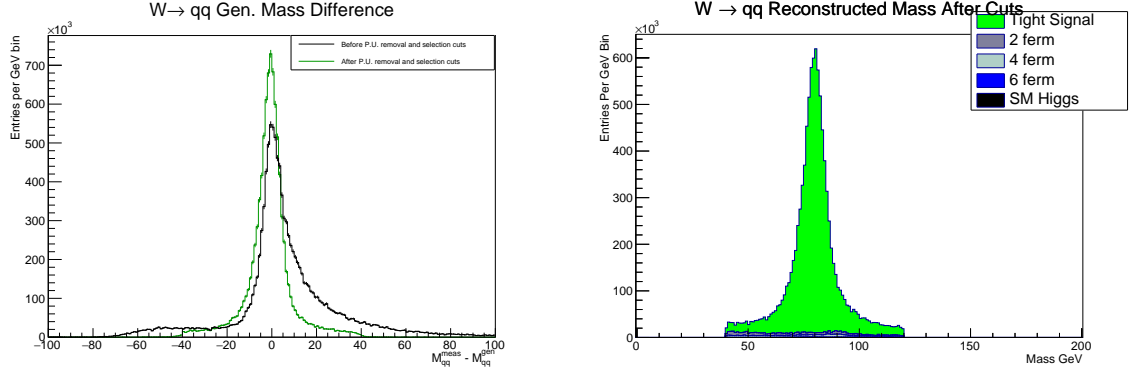 W→ qq Gen. Mass Difference
×10³
Entries per GeV bin
700
600
500
400
300
200
100
0
−100 −80 −60 −40 −20 0 20 40 60 80 100
M_qq^meas - M_qq^gen
Before P.U. removal and selection cuts
After P.U. removal and selection cuts
W → qq Reconstructed Mass After Cuts
×10³
Entries Per GeV Bin
600
500
400
300
200
100
0
0 50 100 150 200
Mass GeV
Tight Signal
2 ferm
4 ferm
6 ferm
SM Higgs